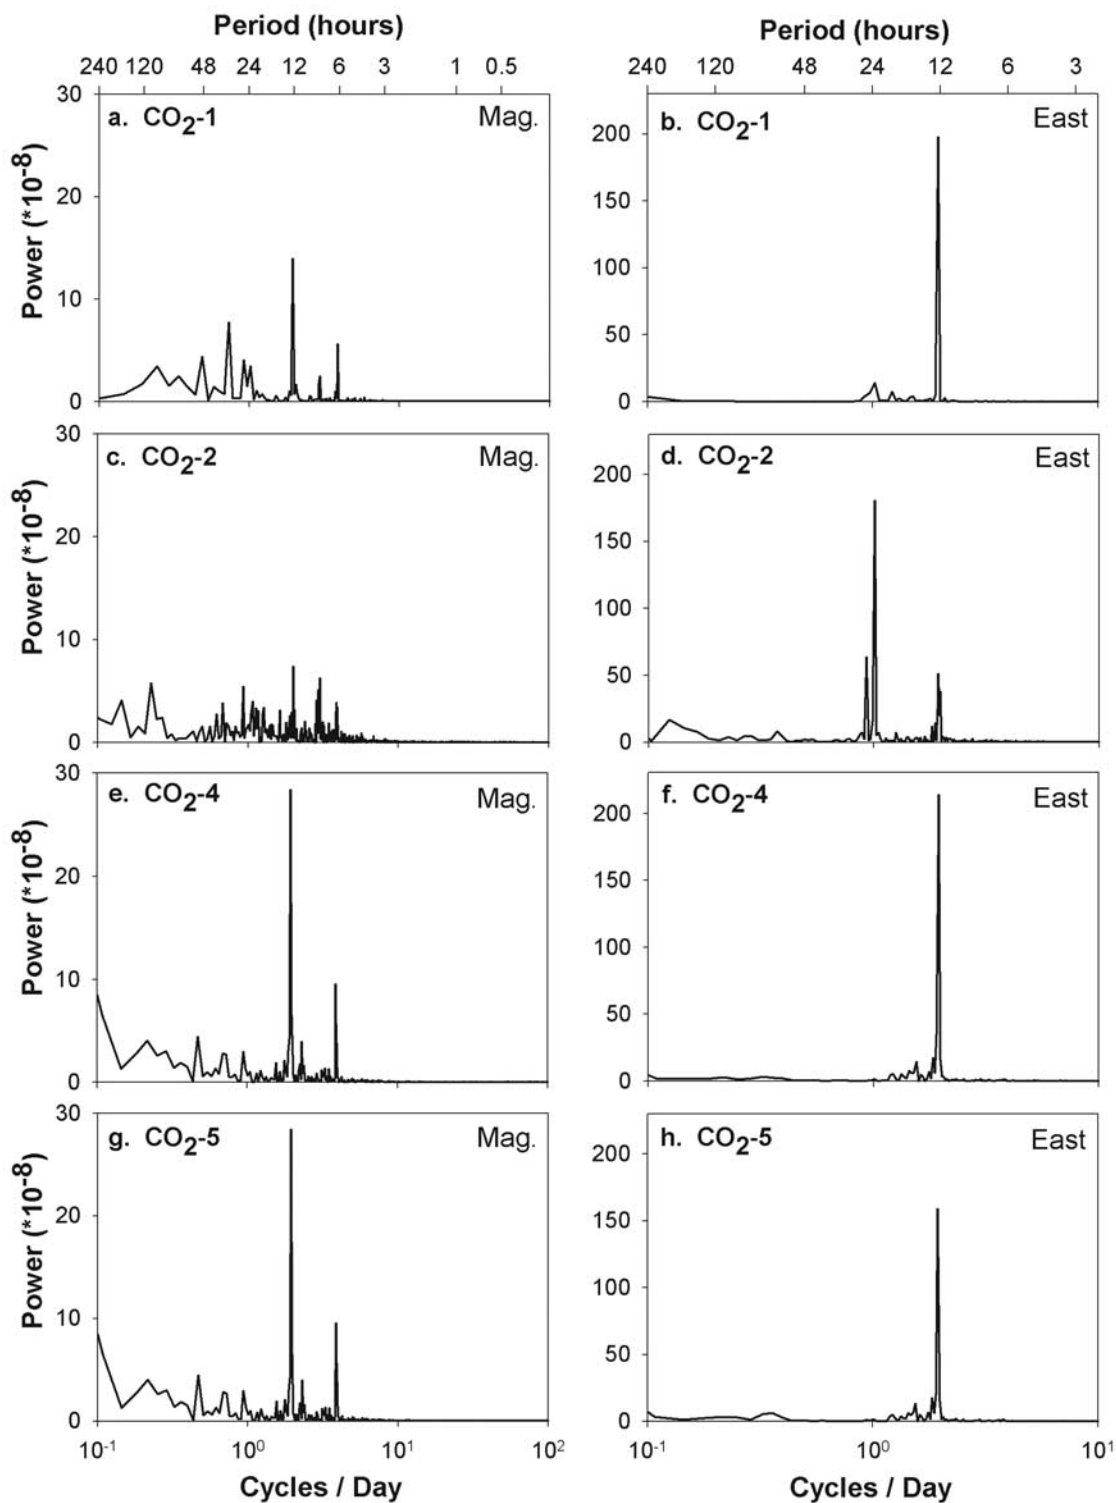 Period (hours)
240 120 48 24 12 6 3 1 0.5
Period (hours)
240 120 48 24 12 6 3
Power (*10-8)
30
20
10
0
a. CO2-1
Mag.
200
150
100
50
0
b. CO2-1
East
Power (*10-8)
30
20
10
0
c. CO2-2
Mag.
200
150
100
50
0
d. CO2-2
East
Power (*10-8)
30
20
10
0
e. CO2-4
Mag.
200
150
100
50
0
f. CO2-4
East
Power (*10-8)
30
20
10
0
g. CO2-5
Mag.
200
150
100
50
0
h. CO2-5
East
10-1 100 101 102
Cycles / Day
10-1 100 101
Cycles / Day